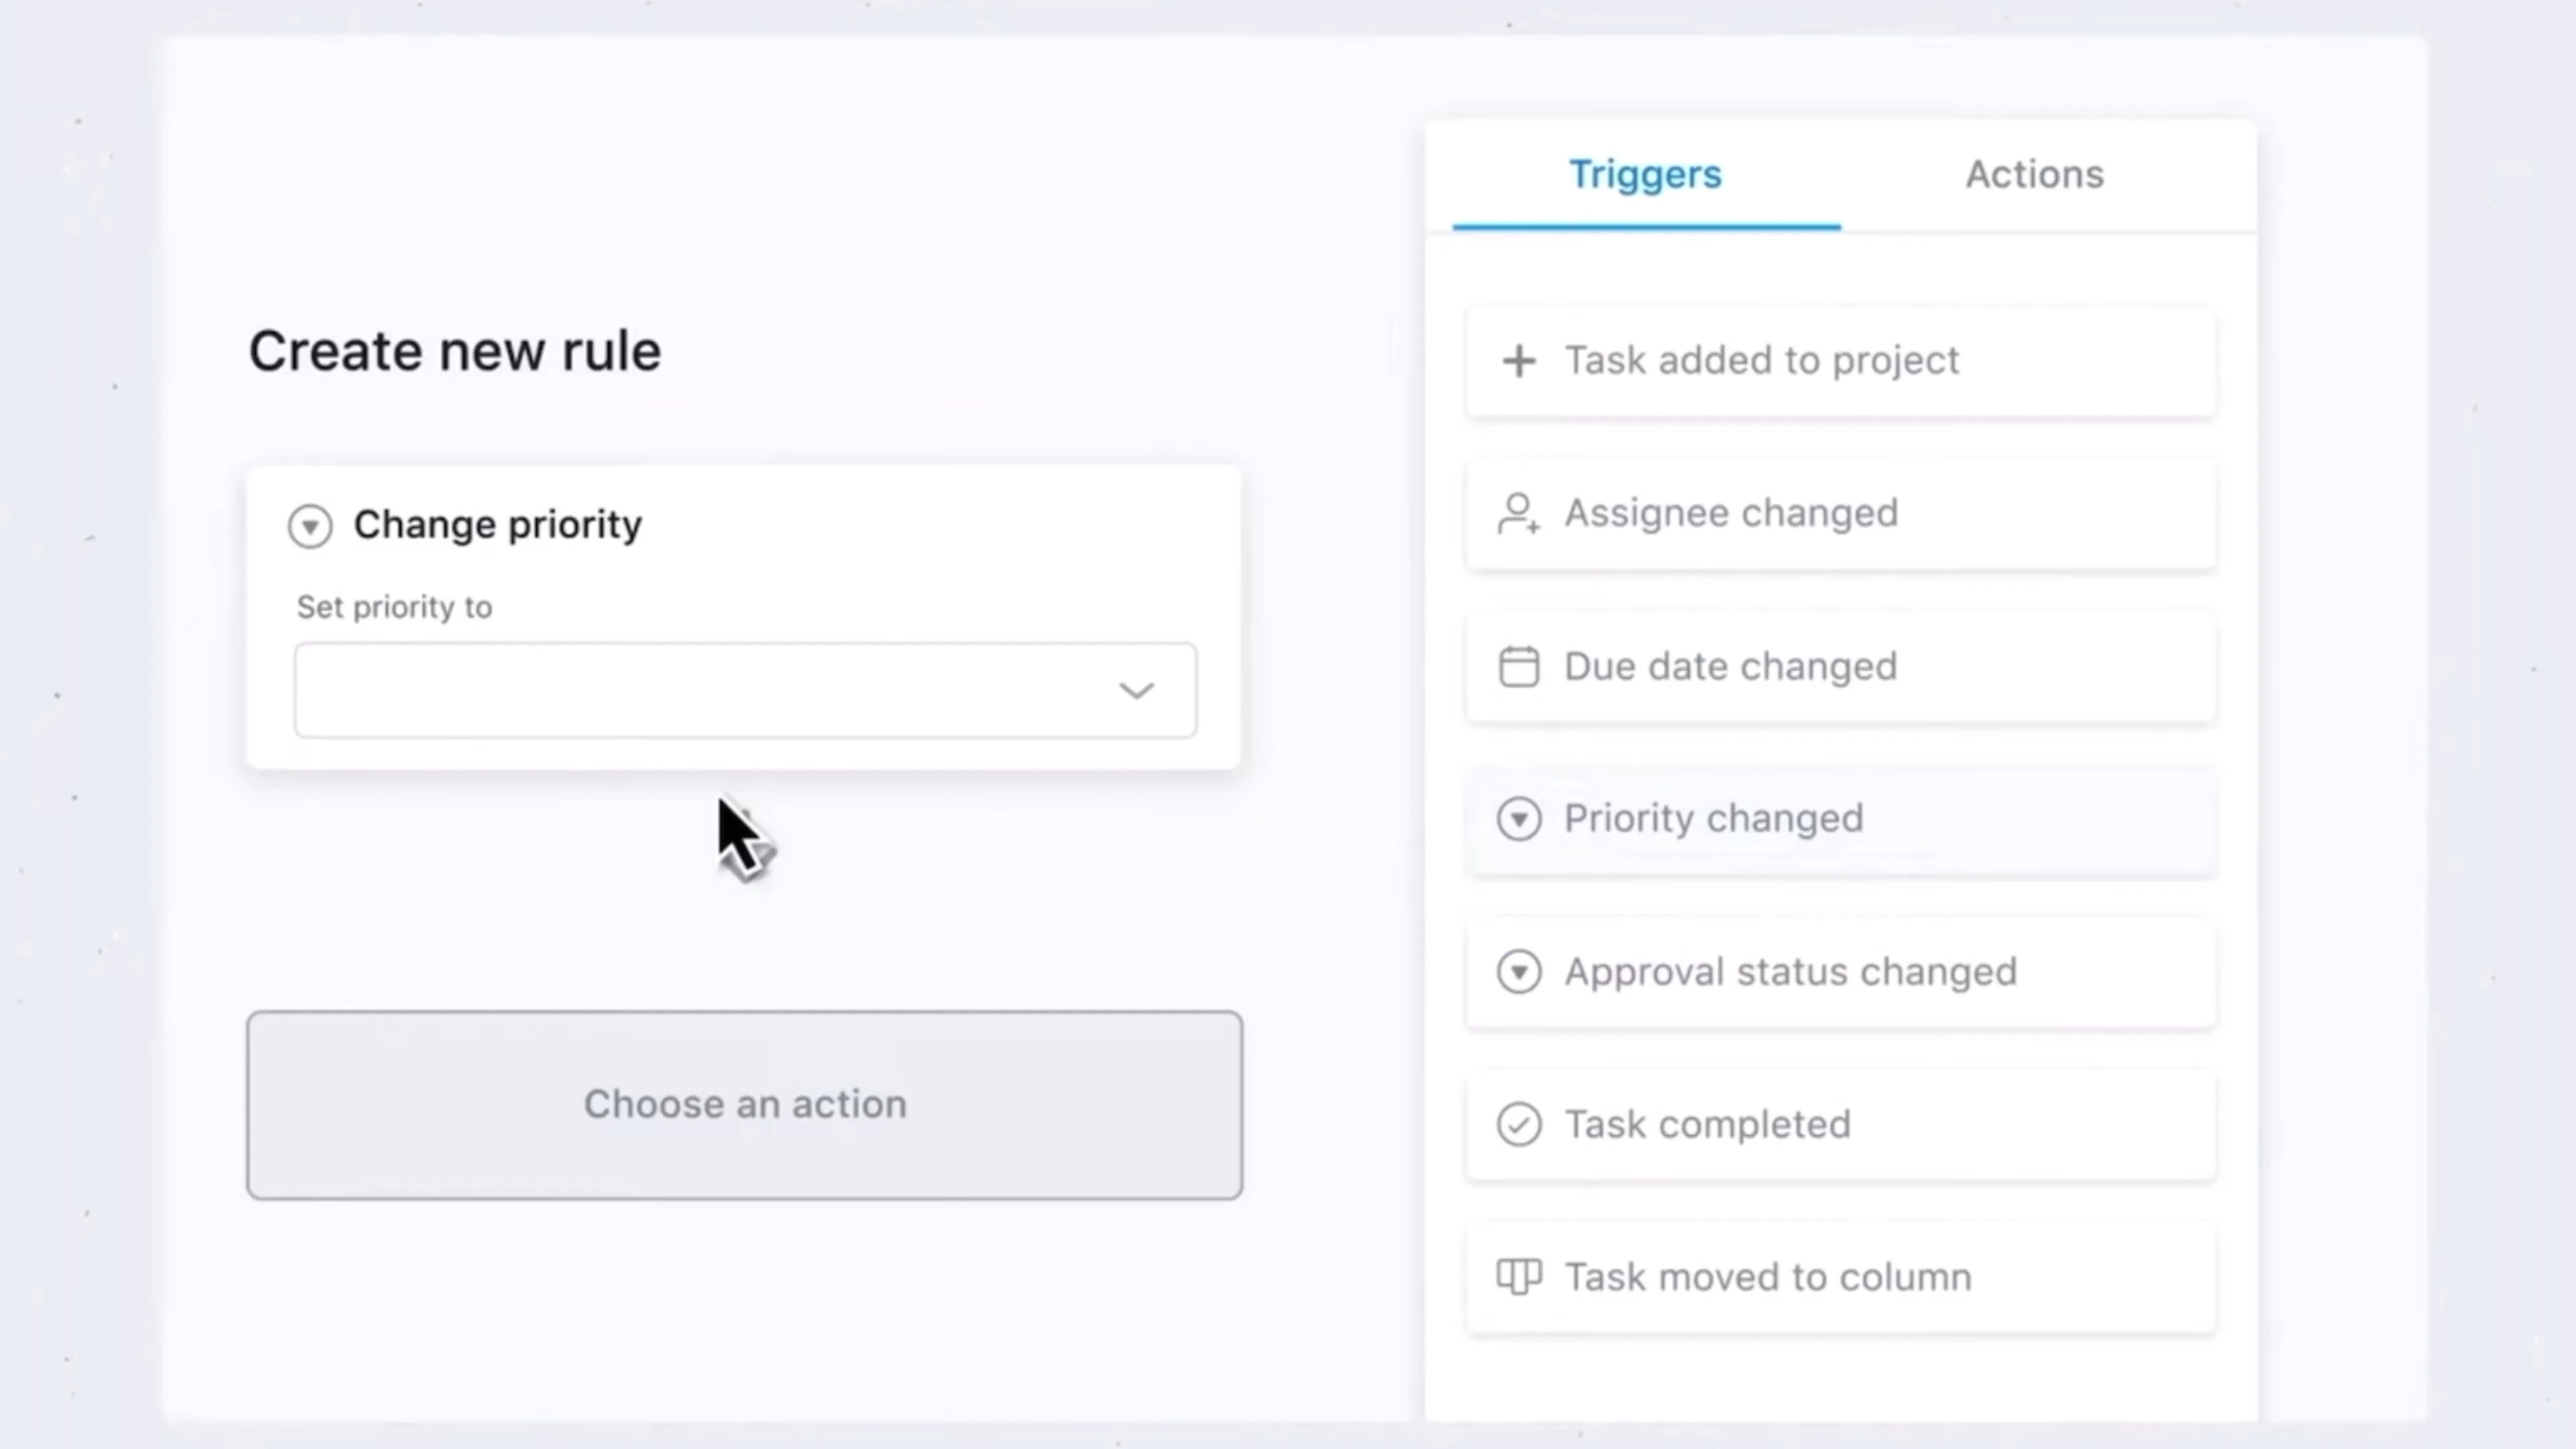 Create new rule
Change priority
Set priority to
Choose an action
Triggers
Actions
Task added to project
Assignee changed
Due date changed
Priority changed
Approval status changed
Task completed
Task moved to column